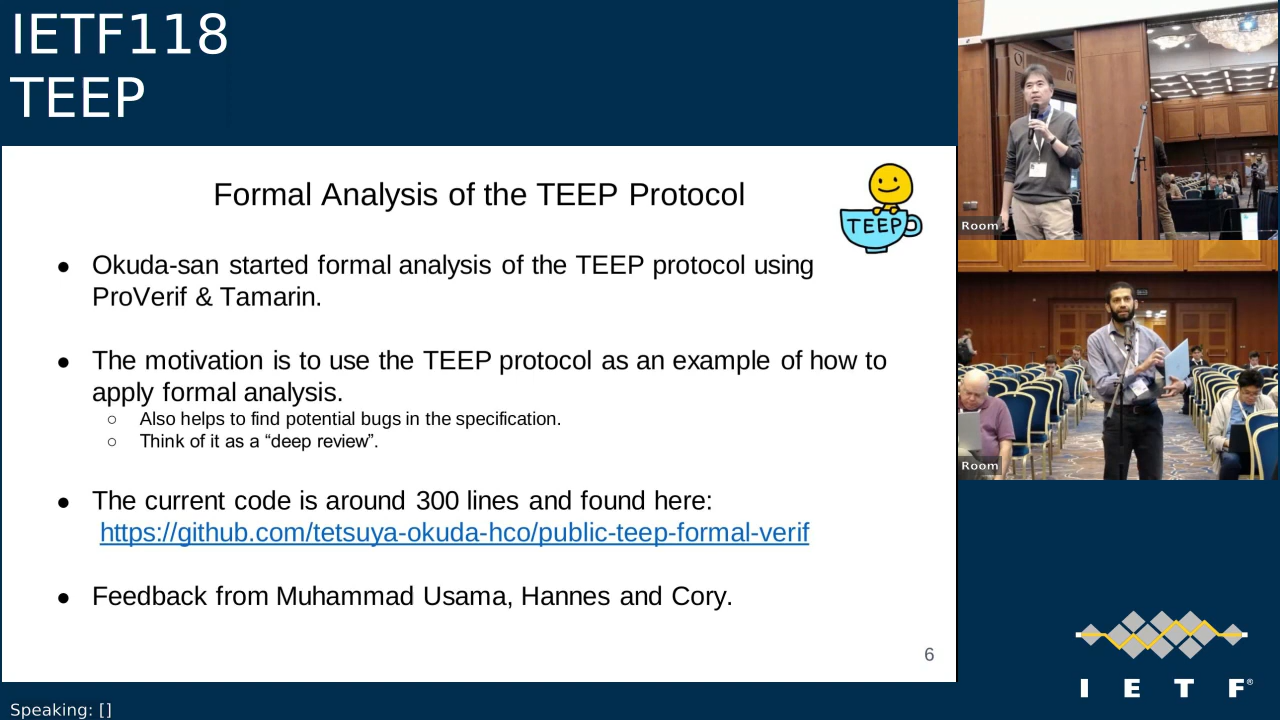 IETF118
TEEP
Formal Analysis of the TEEP Protocol
TEEP
● Okuda-san started formal analysis of the TEEP protocol using
ProVerif & Tamarin.
● The motivation is to use the TEEP protocol as an example of how to
apply formal analysis.
○ Also helps to find potential bugs in the specification.
○ Think of it as a “deep review”.
● The current code is around 300 lines and found here:
https://github.com/tetsuya-okuda-hco/public-teep-formal-verif
● Feedback from Muhammad Usama, Hannes and Cory.
6
Room
Room
I E T F®
Speaking: []